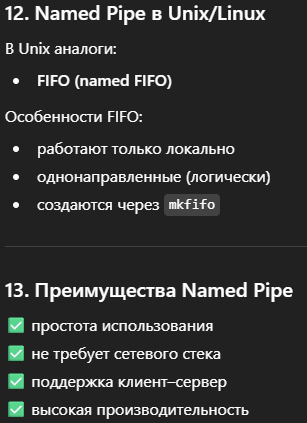 12. Named Pipe в Unix/Linux
В Unix аналоги:
• FIFO (named FIFO)
Особенности FIFO:
• работают только локально
• однонаправленные (логически)
• создаются через mkfifo
13. Преимущества Named Pipe
✅ простота использования
✅ не требует сетевого стека
✅ поддержка клиент–сервер
✅ высокая производительность